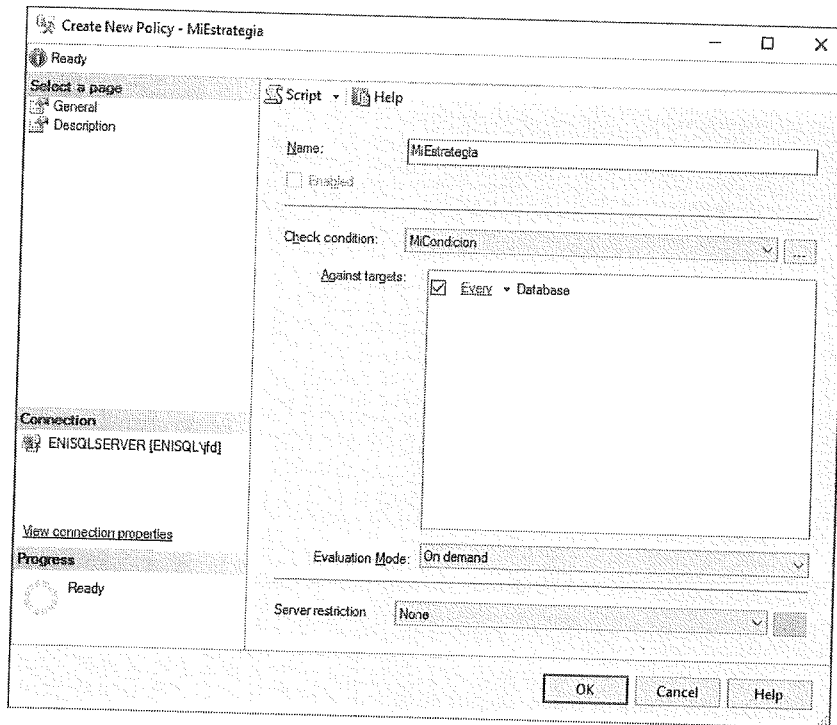 Create New Policy - MiEstrategia
Ready
Select a page
General
Description
Script Help
Name: MiEstrategia
Enabled
Check condition: MiCondicion ...
Against targets: Every Database
Connection
ENISQLSERVER [ENISQL\jfd]
View connection properties
Progress
Ready
Evaluation Mode: On demand
Server restriction None
OK Cancel Help